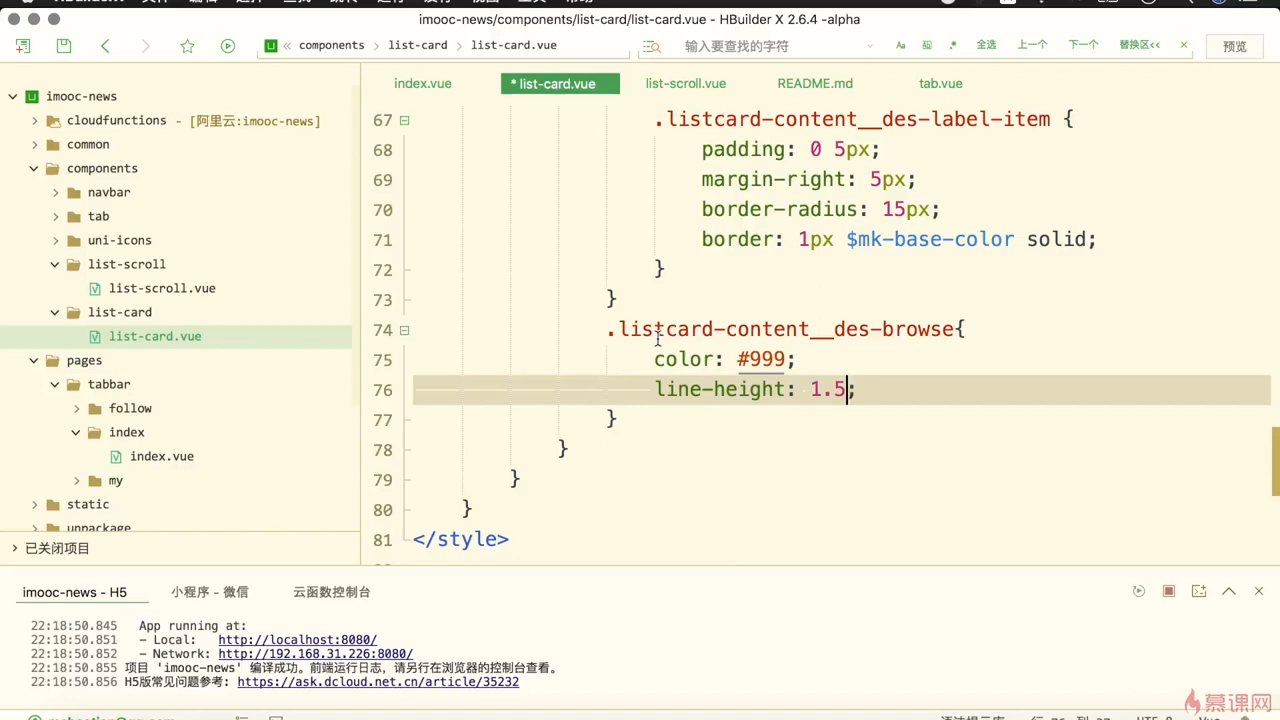 imooc-news/components/list-card/list-card.vue - HBuilder X 2.6.4 -alpha
components list-card list-card.vue 输入要查找的字符 Aa 全选 上一个 下一个 替换区<< 预览
index.vue * list-card.vue list-scroll.vue README.md tab.vue
imooc-news
cloudfunctions - [阿里云:imooc-news]
common
components
navbar
tab
uni-icons
list-scroll
list-scroll.vue
list-card
list-card.vue
pages
tabbar
follow
index
index.vue
my
static
unpackage
已关闭项目
67 .listcard-content__des-label-item {
68 padding: 0 5px;
69 margin-right: 5px;
70 border-radius: 15px;
71 border: 1px $mk-base-color solid;
72 }
73 }
74 .listcard-content__des-browse{
75 color: #999;
76 line-height: 1.5;
77 }
78 }
79 }
80 }
81 </style>
imooc-news - H5 小程序 - 微信 云函数控制台
22:18:50.845 App running at:
22:18:50.851 - Local: http://localhost:8080/
22:18:50.852 - Network: http://192.168.31.226:8080/
22:18:50.855 项目 'imooc-news' 编译成功。前端运行日志，请另行在浏览器的控制台查看。
22:18:50.856 H5版常见问题参考: https://ask.dcloud.net.cn/article/35232
慕课网